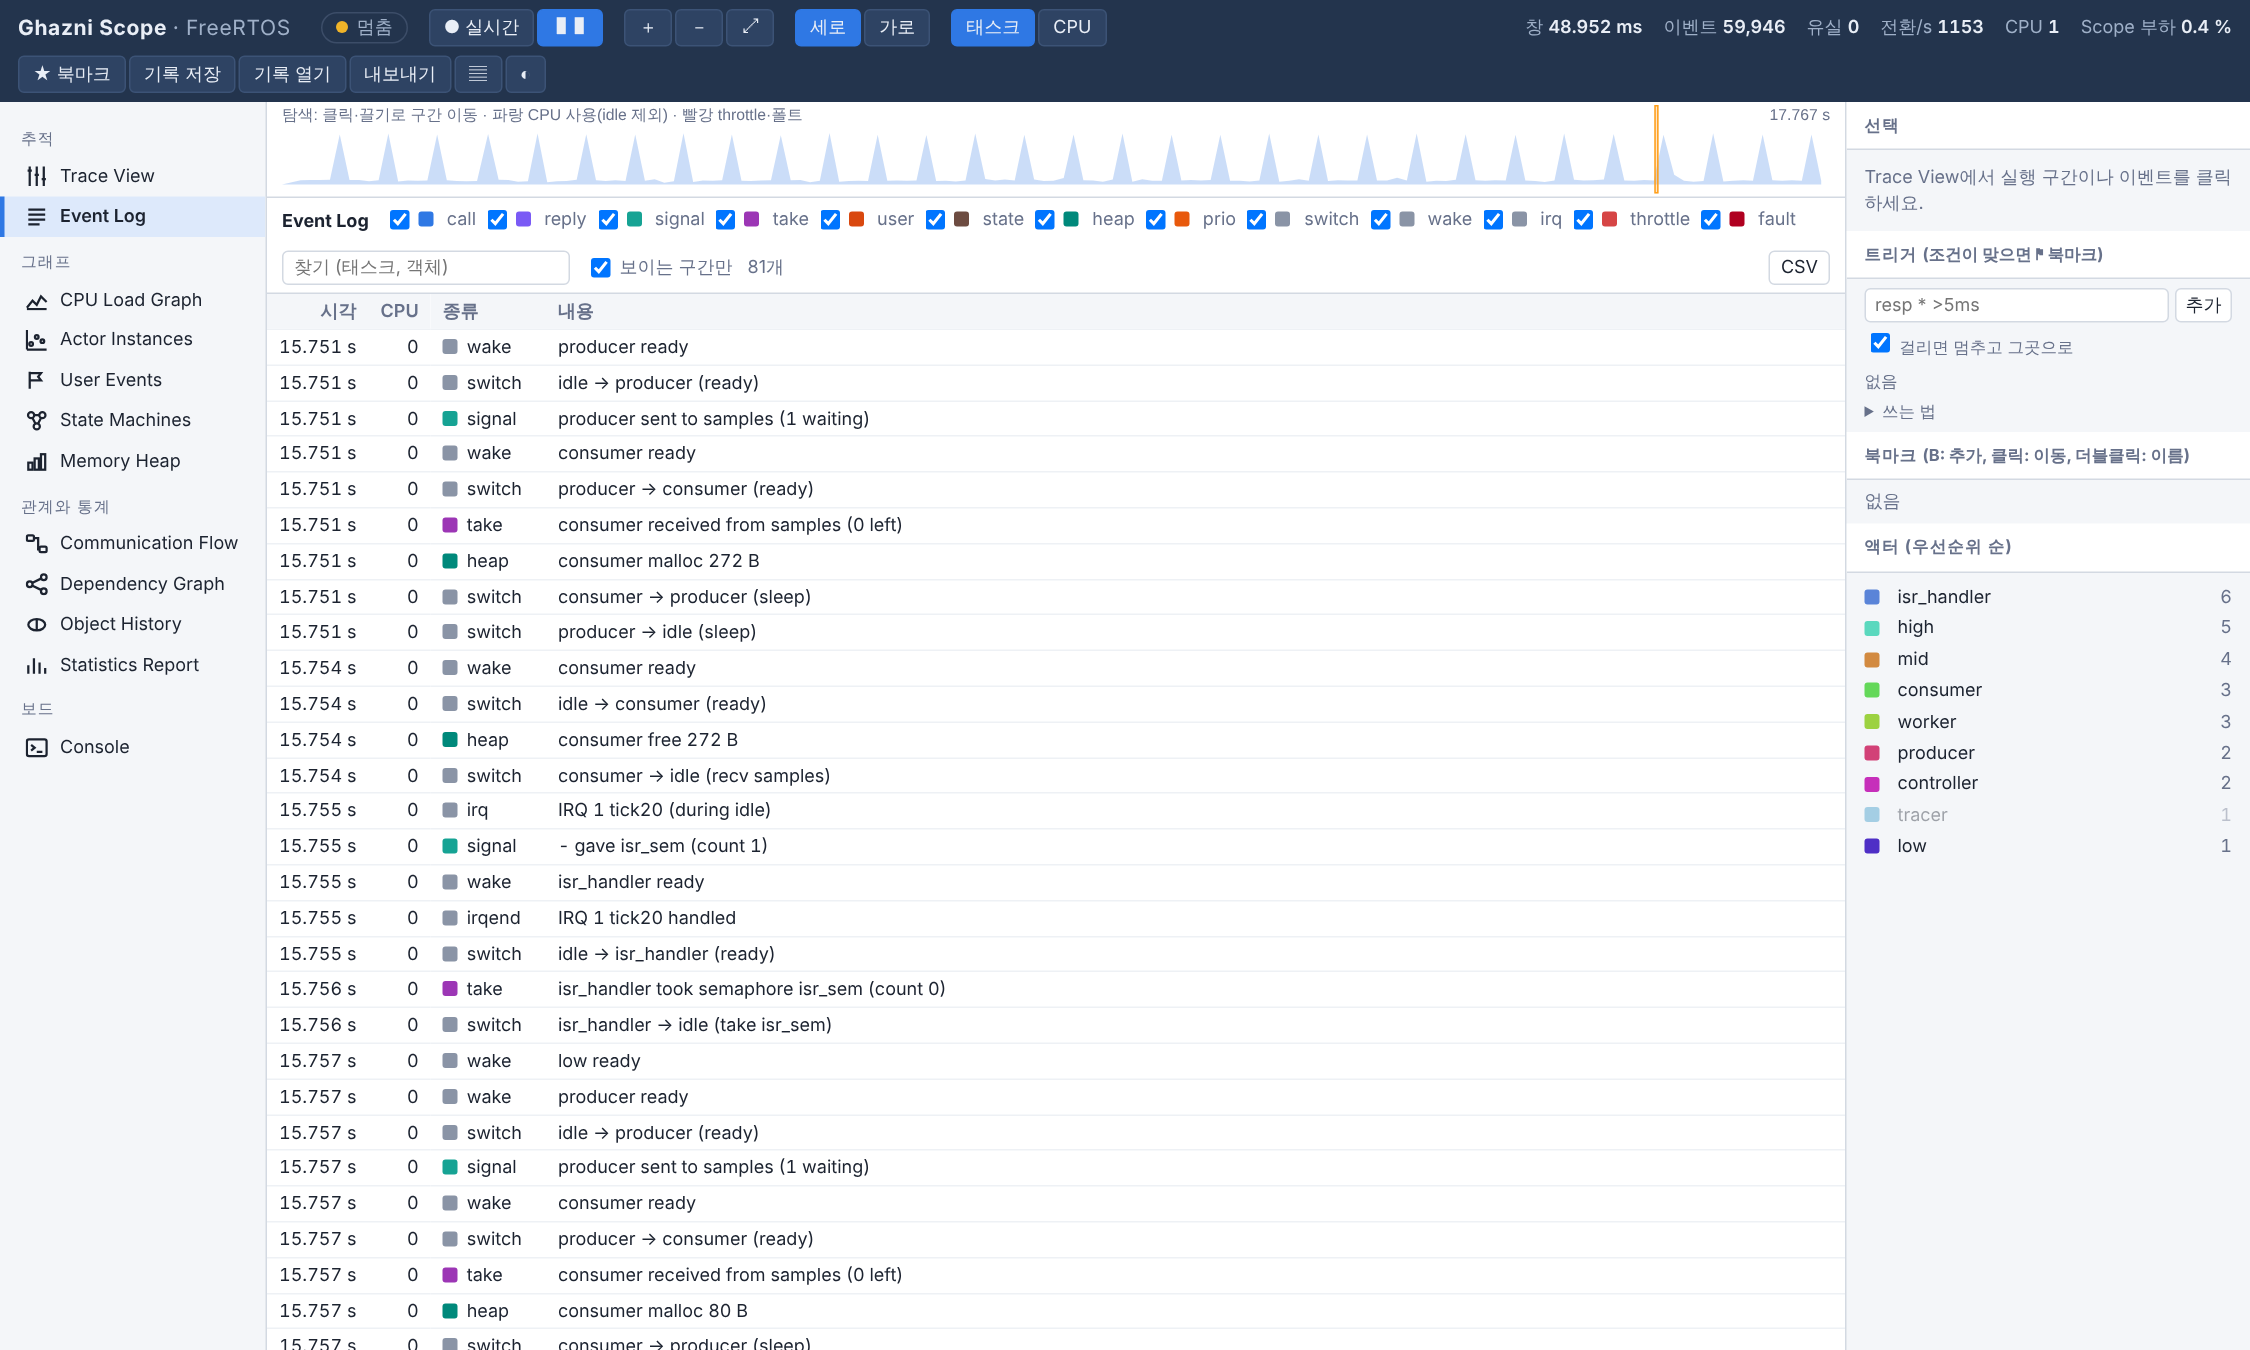 Ghazni Scope · FreeRTOS 멈춤 실시간 + − 세로 가로 태스크 CPU 창 48.952 ms 이벤트 59,946 유실 0 전환/s 1153 CPU 1 Scope 부하 0.4 %
★ 북마크 기록 저장 기록 열기 내보내기
추적
Trace View
Event Log
그래프
CPU Load Graph
Actor Instances
User Events
State Machines
Memory Heap
관계와 통계
Communication Flow
Dependency Graph
Object History
Statistics Report
보드
Console
탐색: 클릭·끌기로 구간 이동 · 파랑 CPU 사용(idle 제외) · 빨강 throttle·폴트 17.767 s
Event Log call reply signal take user state heap prio switch wake irq throttle fault
찾기 (태스크, 객체) 보이는 구간만 81개 CSV
시각 CPU 종류 내용
15.751 s 0 wake producer ready
15.751 s 0 switch idle → producer (ready)
15.751 s 0 signal producer sent to samples (1 waiting)
15.751 s 0 wake consumer ready
15.751 s 0 switch producer → consumer (ready)
15.751 s 0 take consumer received from samples (0 left)
15.751 s 0 heap consumer malloc 272 B
15.751 s 0 switch consumer → producer (sleep)
15.751 s 0 switch producer → idle (sleep)
15.754 s 0 wake consumer ready
15.754 s 0 switch idle → consumer (ready)
15.754 s 0 heap consumer free 272 B
15.754 s 0 switch consumer → idle (recv samples)
15.755 s 0 irq IRQ 1 tick20 (during idle)
15.755 s 0 signal - gave isr_sem (count 1)
15.755 s 0 wake isr_handler ready
15.755 s 0 irqend IRQ 1 tick20 handled
15.755 s 0 switch idle → isr_handler (ready)
15.756 s 0 take isr_handler took semaphore isr_sem (count 0)
15.756 s 0 switch isr_handler → idle (take isr_sem)
15.757 s 0 wake low ready
15.757 s 0 wake producer ready
15.757 s 0 switch idle → producer (ready)
15.757 s 0 signal producer sent to samples (1 waiting)
15.757 s 0 wake consumer ready
15.757 s 0 switch producer → consumer (ready)
15.757 s 0 take consumer received from samples (0 left)
15.757 s 0 heap consumer malloc 80 B
15.757 s 0 switch consumer → producer (sleep)
선택
Trace View에서 실행 구간이나 이벤트를 클릭
하세요.
트리거 (조건이 맞으면 ⚑ 북마크)
resp * >5ms 추가
걸리면 멈추고 그곳으로
없음
▶ 쓰는 법
북마크 (B: 추가, 클릭: 이동, 더블클릭: 이름)
없음
액터 (우선순위 순)
isr_handler 6
high 5
mid 4
consumer 3
worker 3
producer 2
controller 2
tracer 1
low 1